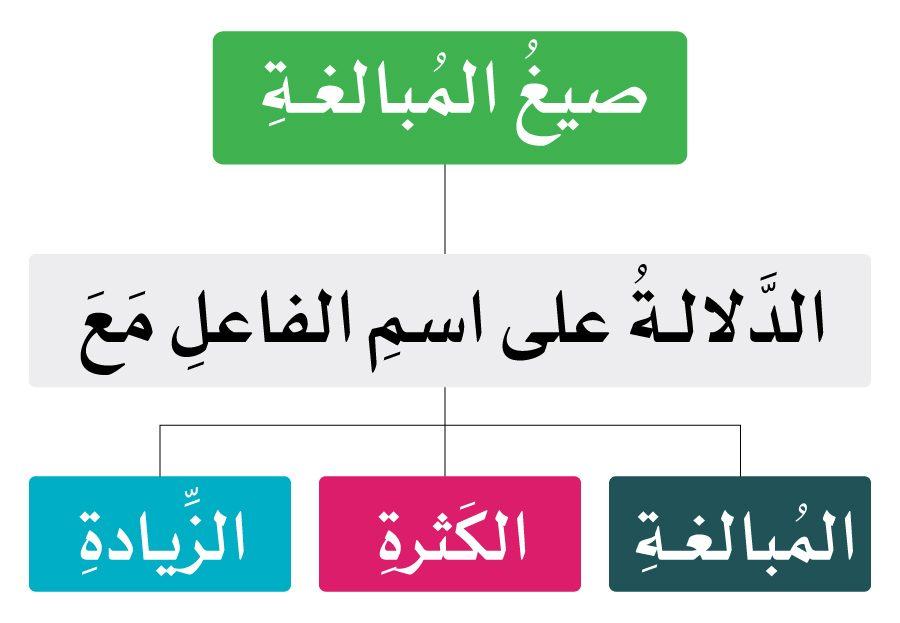 صيغُ المُبالغةِ
الدَّلالةُ على اسمِ الفاعلِ مَعَ
المُبالغةِ
الكَثرةِ
الزِّيادةِ